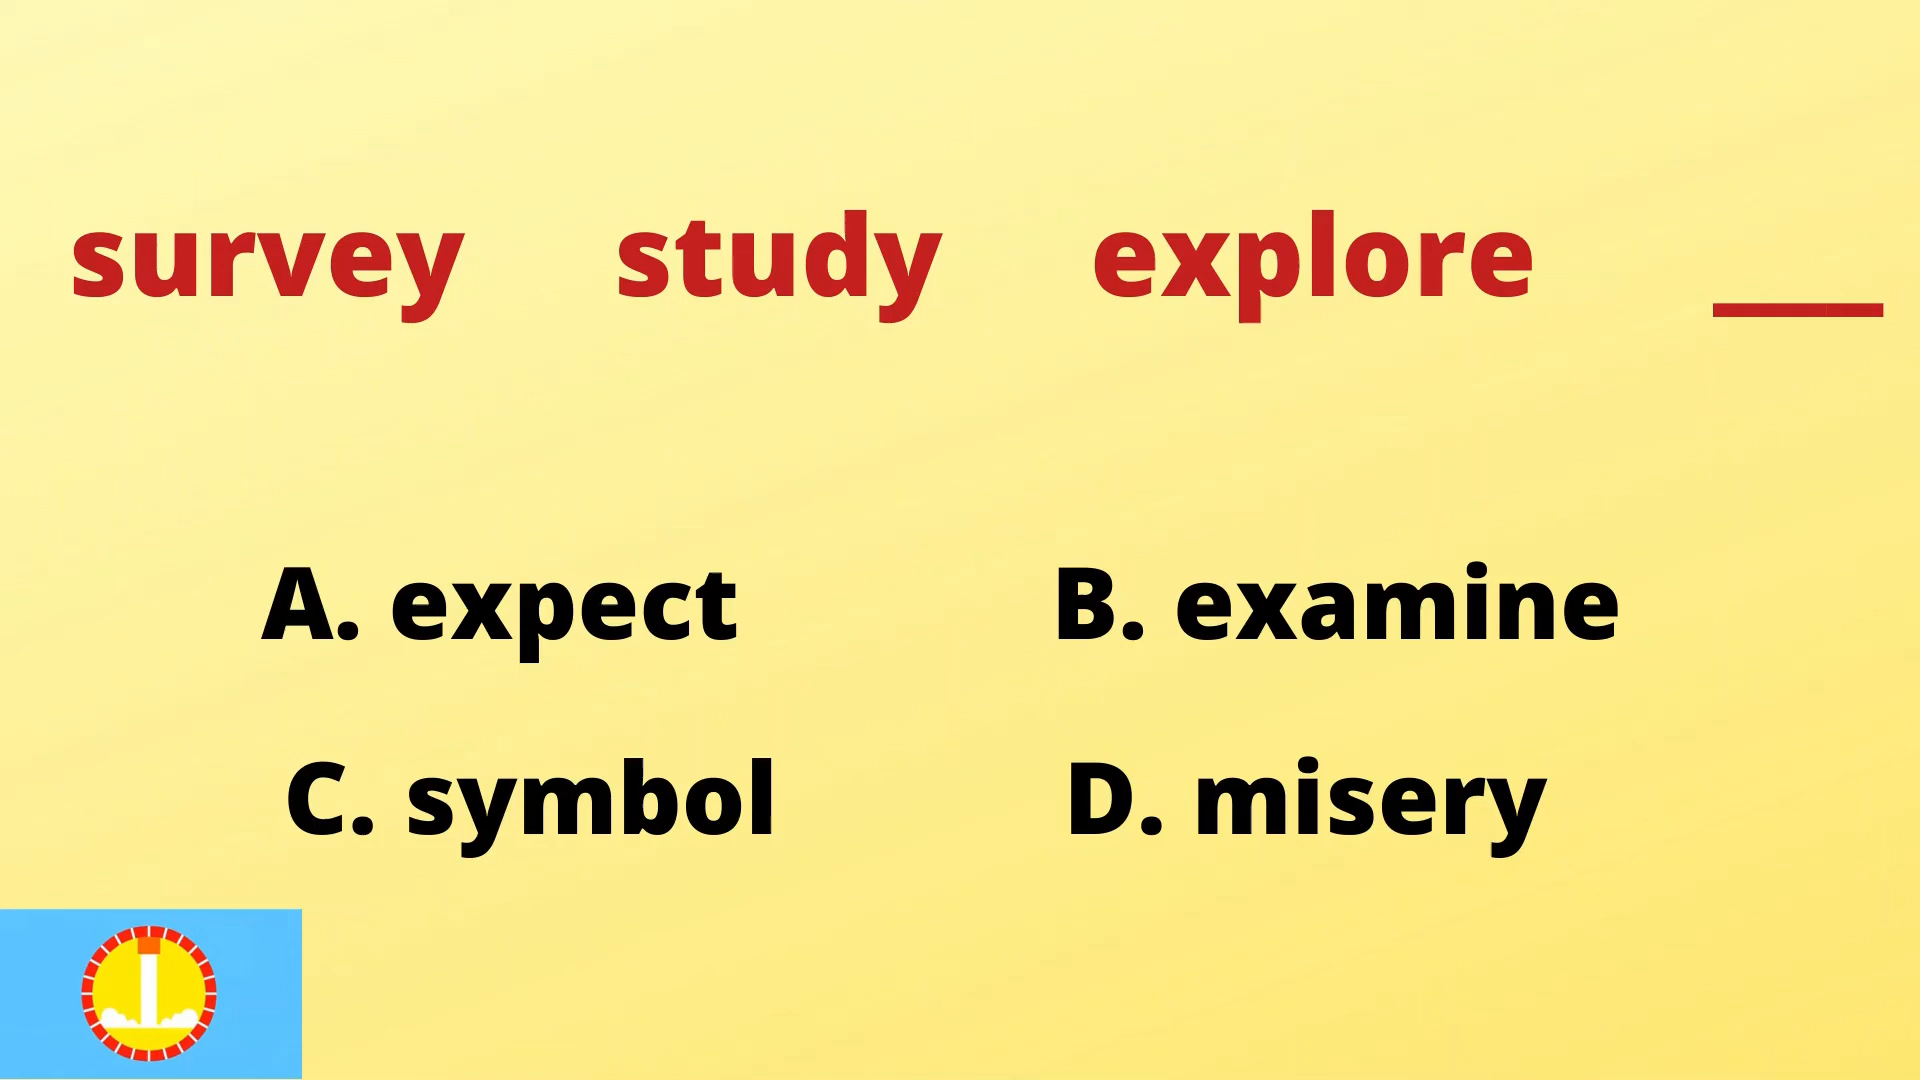 survey study explore ___
A. expect B. examine
C. symbol D. misery